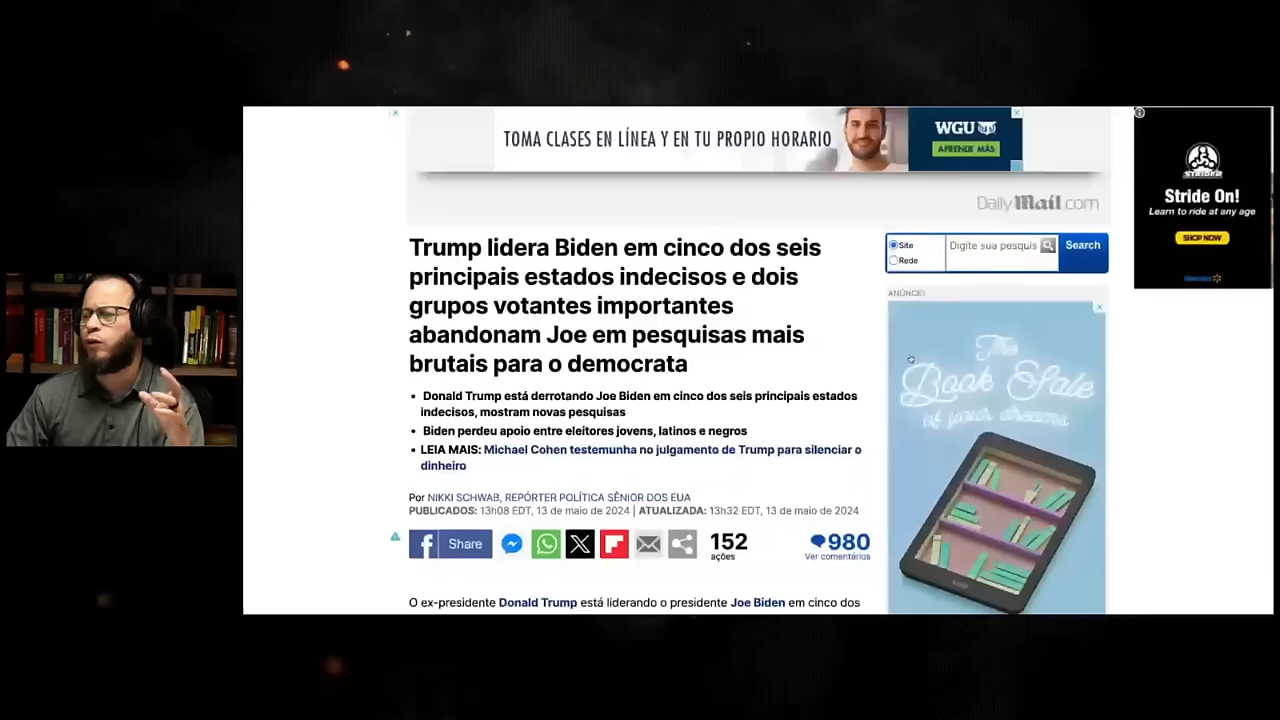 TOMA CLASES EN LÍNEA Y EN TU PROPIO HORARIO
WGU
APRENDE MÁS
DailyMail.com
STRIDER
Stride On!
Learn to ride at any age
SHOP NOW
Trump lidera Biden em cinco dos seis
principais estados indecisos e dois
grupos votantes importantes
abandonam Joe em pesquisas mais
brutais para o democrata
Site
Rede
Digite sua pesquis
Search
ANÚNCIO
The
Book Sale
of your dreams
• Donald Trump está derrotando Joe Biden em cinco dos seis principais estados
indecisos, mostram novas pesquisas
• Biden perdeu apoio entre eleitores jovens, latinos e negros
• LEIA MAIS: Michael Cohen testemunha no julgamento de Trump para silenciar o
dinheiro
Por NIKKI SCHWAB, REPÓRTER POLÍTICA SÊNIOR DOS EUA
PUBLICADOS: 13h08 EDT, 13 de maio de 2024 | ATUALIZADA: 13h32 EDT, 13 de maio de 2024
Share
152
ações
980
Ver comentários
O ex-presidente Donald Trump está liderando o presidente Joe Biden em cinco dos